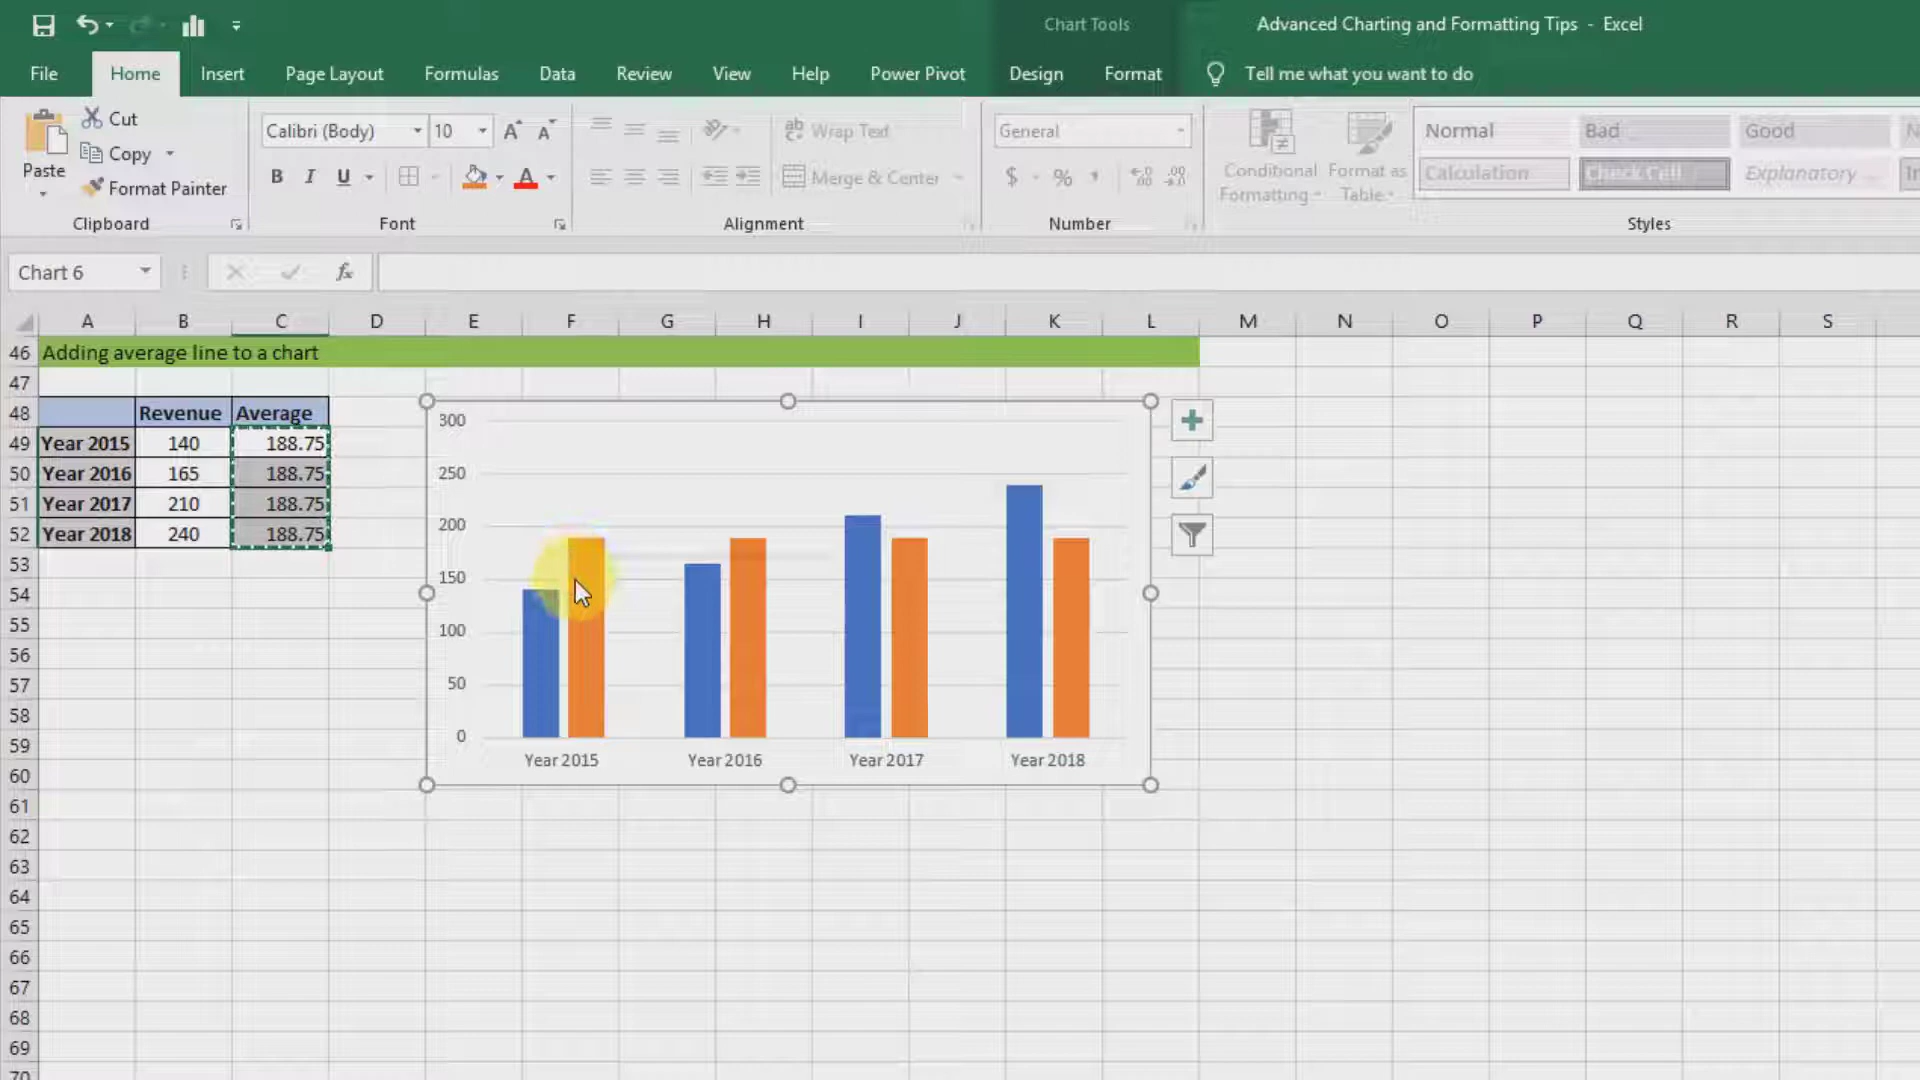 Chart Tools
Advanced Charting and Formatting Tips - Excel
File Home Insert Page Layout Formulas Data Review View Help Power Pivot Design Format Tell me what you want to do
Paste
Cut
Copy
Format Painter
Clipboard
Calibri (Body) 10
B I U
Font
Wrap Text
Merge & Center
Alignment
General
$ % ,
Number
Conditional Formatting
Format as Table
Normal Bad Good
Calculation Check Cell Explanatory ...
Styles
Chart 6 fx
A B C D E F G H I J K L M N O P Q R S
46 Adding average line to a chart
47
48 Revenue Average
49 Year 2015 140 188.75
50 Year 2016 165 188.75
51 Year 2017 210 188.75
52 Year 2018 240 188.75
53
54
55
56
57
58
59
60
61
62
63
64
65
66
67
68
69
70
300
250
200
150
100
50
0
Year 2015 Year 2016 Year 2017 Year 2018